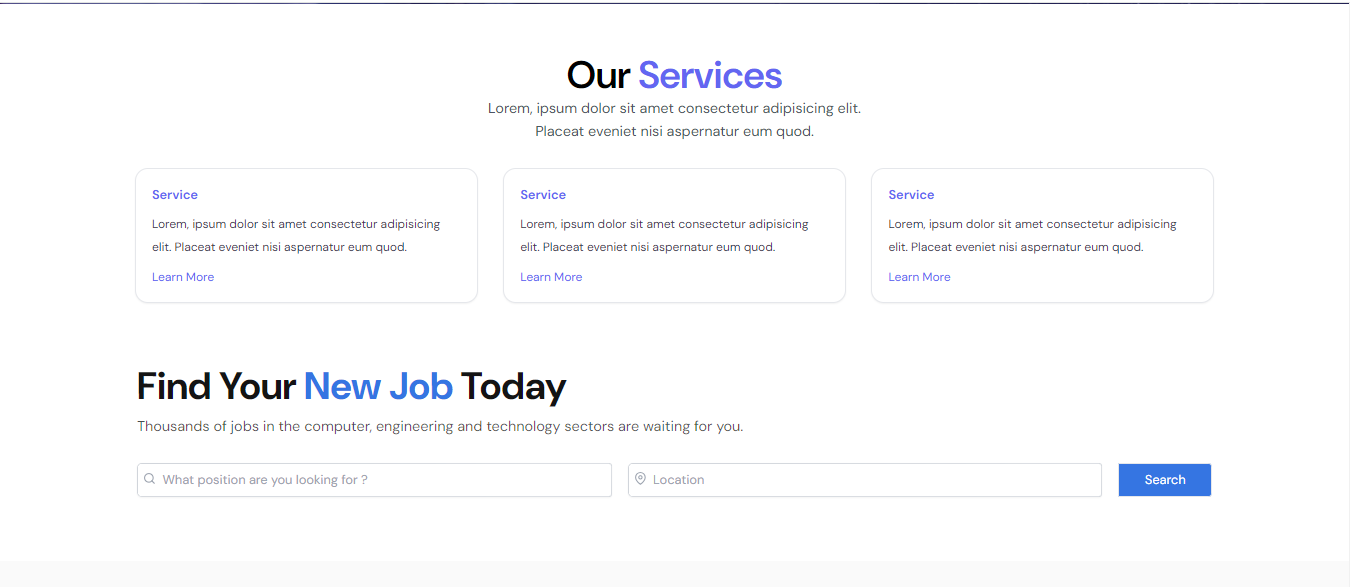 Our Services
Lorem, ipsum dolor sit amet consectetur adipisicing elit.
Placeat eveniet nisi aspernatur eum quod.
Service
Lorem, ipsum dolor sit amet consectetur adipisicing
elit. Placeat eveniet nisi aspernatur eum quod.
Learn More
Service
Lorem, ipsum dolor sit amet consectetur adipisicing
elit. Placeat eveniet nisi aspernatur eum quod.
Learn More
Service
Lorem, ipsum dolor sit amet consectetur adipisicing
elit. Placeat eveniet nisi aspernatur eum quod.
Learn More
Find Your New Job Today
Thousands of jobs in the computer, engineering and technology sectors are waiting for you.
What position are you looking for ?
Location
Search